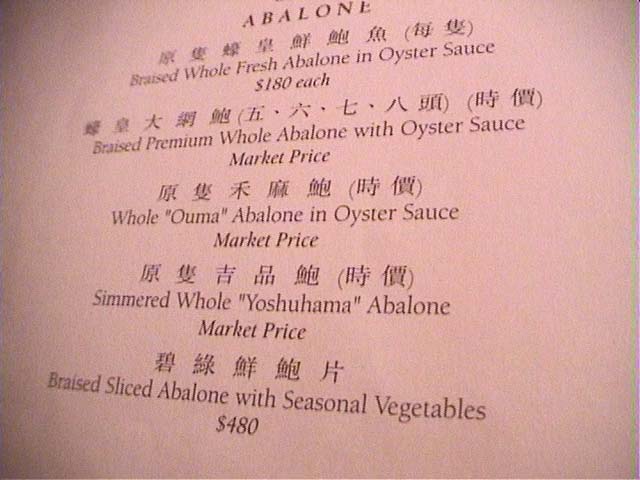 ABALONE
原隻蠔皇鮮鮑魚 (每隻)
Braised Whole Fresh Abalone in Oyster Sauce
$180 each
蠔皇大網鮑 (五、六、七、八頭) (時價)
Braised Premium Whole Abalone with Oyster Sauce
Market Price
原隻禾麻鮑 (時價)
Whole "Ouma" Abalone in Oyster Sauce
Market Price
原隻吉品鮑 (時價)
Simmered Whole "Yoshuhama" Abalone
Market Price
碧綠鮮鮑片
Braised Sliced Abalone with Seasonal Vegetables
$480